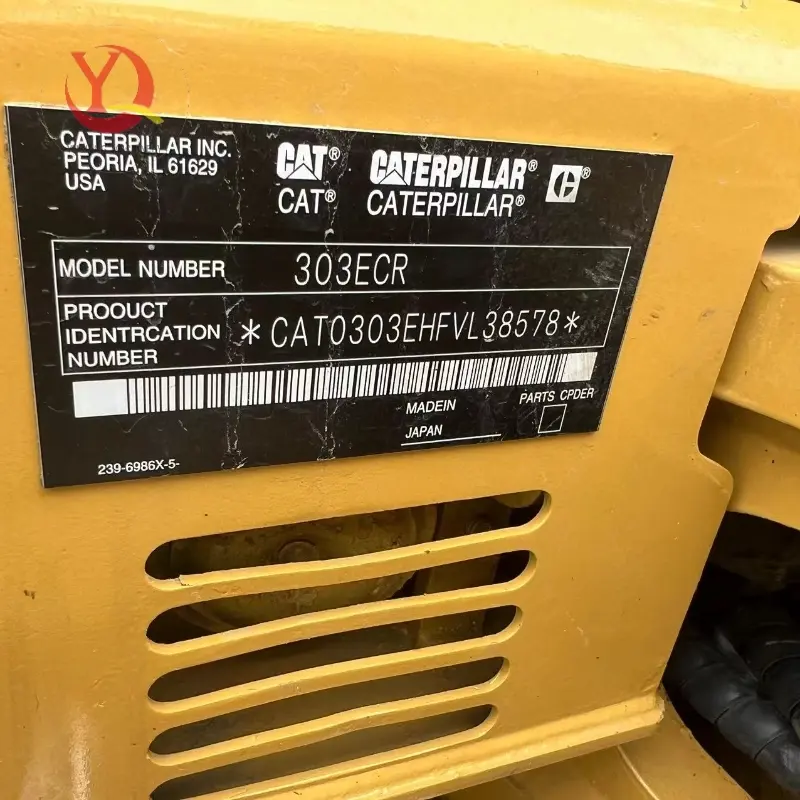 YQ
CATERPILLAR INC.
PEORIA, IL 61629
USA
CAT®
CAT®
CATERPILLAR®
CATERPILLAR®
C®
MODEL NUMBER 303ECR
PROOUCT
IDENTRCATION
NUMBER
*CAT0303EHFVL38578*
MADEIN
JAPAN
PARTS CPDER
239-6986X-5-